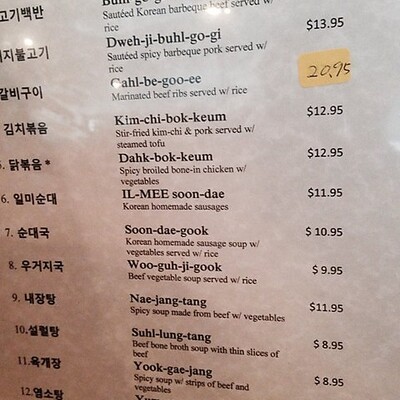 고기백반
Sautéed Korean barbeque beef served w/
rice
$13.95
지불고기
Dweh-ji-buhl-go-gi
Sautéed spicy barbeque pork served w/
rice
20.95
갈비구이
Gahl-be-goo-ee
Marinated beef ribs served w/ rice
김치볶음
Kim-chi-bok-keum
$12.95
Stir-fried kim-chi & pork served w/
steamed tofu
5. 닭볶음 *
Dahk-bok-keum
$12.95
Spicy broiled bone-in chicken w/
vegetables
6. 일미순대
IL-MEE soon-dae
$11.95
Korean homemade sausages
7. 순대국
Soon-dae-gook
$ 10.95
Korean homemade sausage soup w/
vegetables served w/ rice
8. 우거지국
Woo-guh-ji-gook
$ 9.95
Beef vegetable soup served w/ rice
9. 내장탕
Nae-jang-tang
$11.95
Spicy soup made from beef w/ vegetables
10.설렁탕
Suhl-lung-tang
$ 8.95
Beef bone broth soup with thin slices of
beef
11.육개장
Yook-gae-jang
$ 8.95
Spicy soup w/ strips of beef and
vegetables
12.염소탕